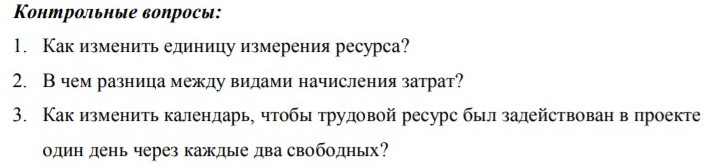 Контрольные вопросы:
1. Как изменить единицу измерения ресурса?
2. В чем разница между видами начисления затрат?
3. Как изменить календарь, чтобы трудовой ресурс был задействован в проекте
один день через каждые два свободных?